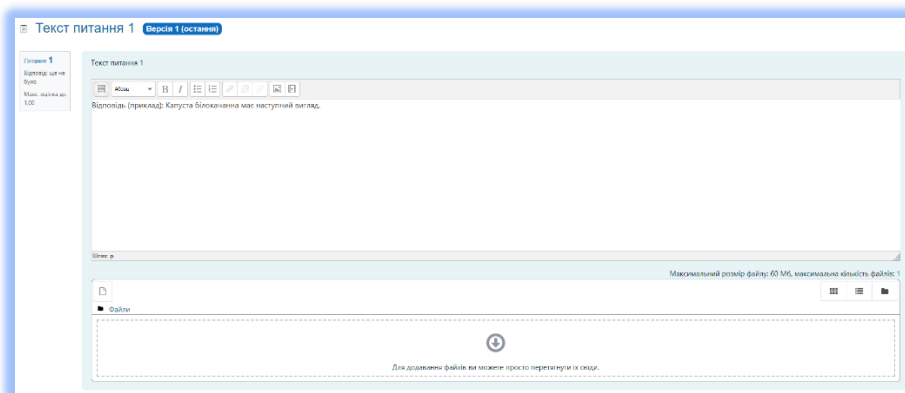 Текст питання 1 Версія 1 (остання)
Питання 1
Відповідь ще не
було
Макс. оцінка до
1,00
Текст питання 1
Абзац
B I
Відповідь (приклад): Капуста білокачанна має наступний вигляд.
Шлях: p
Максимальний розмір файлу: 60 Мб, максимальна кількість файлів: 1
Файли
Для додавання файлів ви можете просто перетягнути їх сюди.